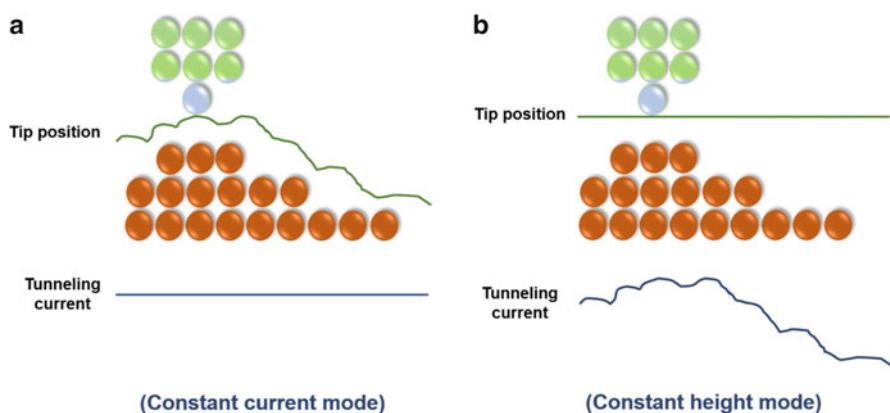 a
Tip position
Tunneling
current
(Constant current mode)
b
Tip position
Tunneling
current
(Constant height mode)